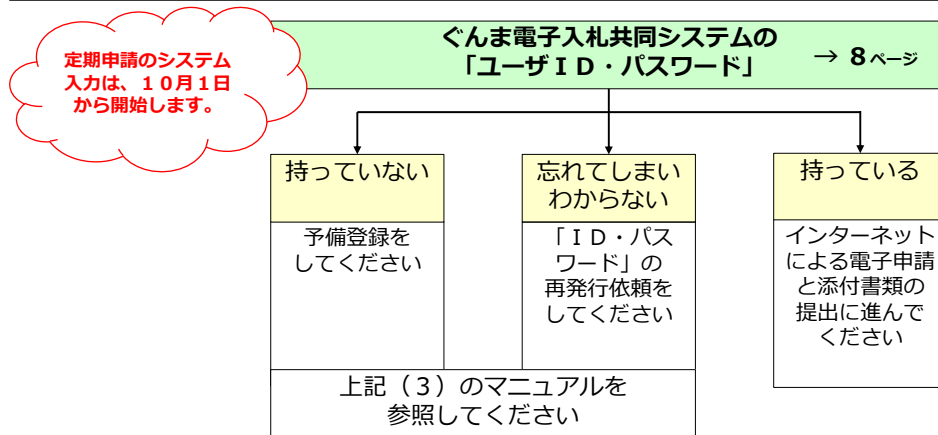 定期申請のシステム
入力は、１０月１日
から開始します。
ぐんま電子入札共同システムの
「ユーザＩＤ・パスワード」 → 8ページ
持っていない
予備登録を
してください
忘れてしまい
わからない
「ＩＤ・パス
ワード」の
再発行依頼を
してください
上記（３）のマニュアルを
参照してください
持っている
インターネット
による電子申請
と添付書類の
提出に進んで
ください